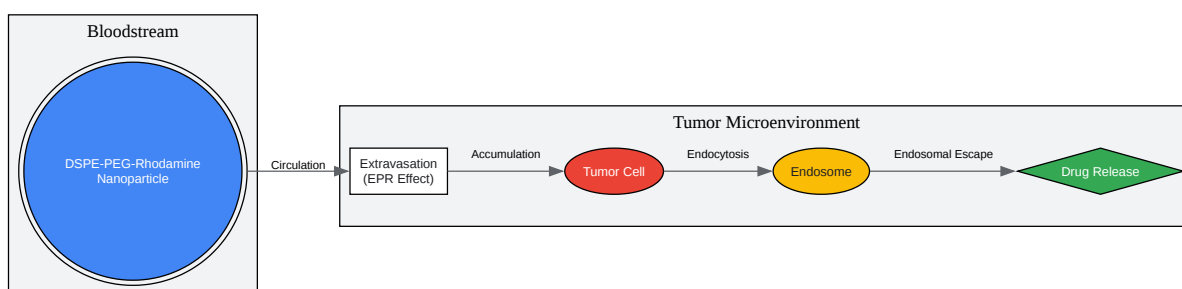 Bloodstream
DSPE-PEG-Rhodamine
Nanoparticle
Circulation
Tumor Microenvironment
Extravasation
(EPR Effect)
Accumulation
Tumor Cell
Endocytosis
Endosome
Endosomal Escape
Drug Release